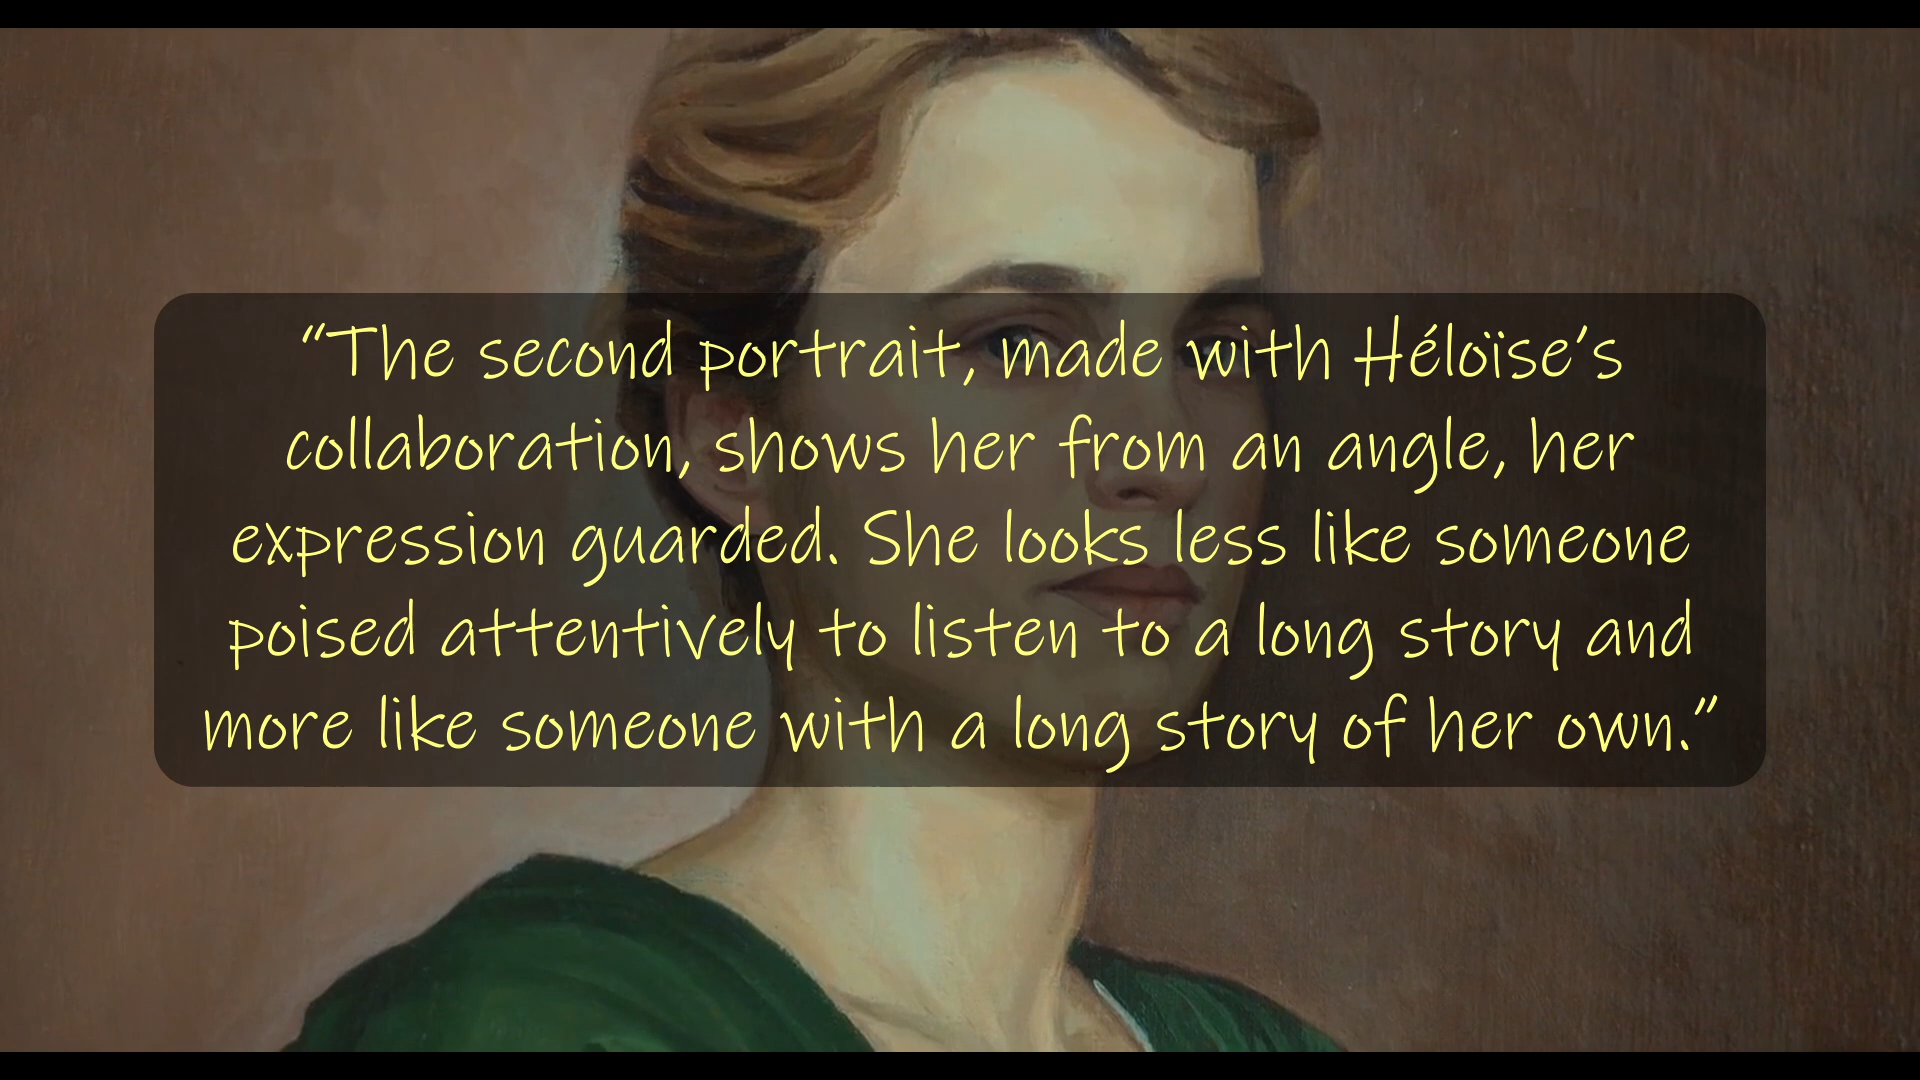 “The second portrait, made with Héloïse’s
collaboration, shows her from an angle, her
expression guarded. She looks less like someone
poised attentively to listen to a long story and
more like someone with a long story of her own.”